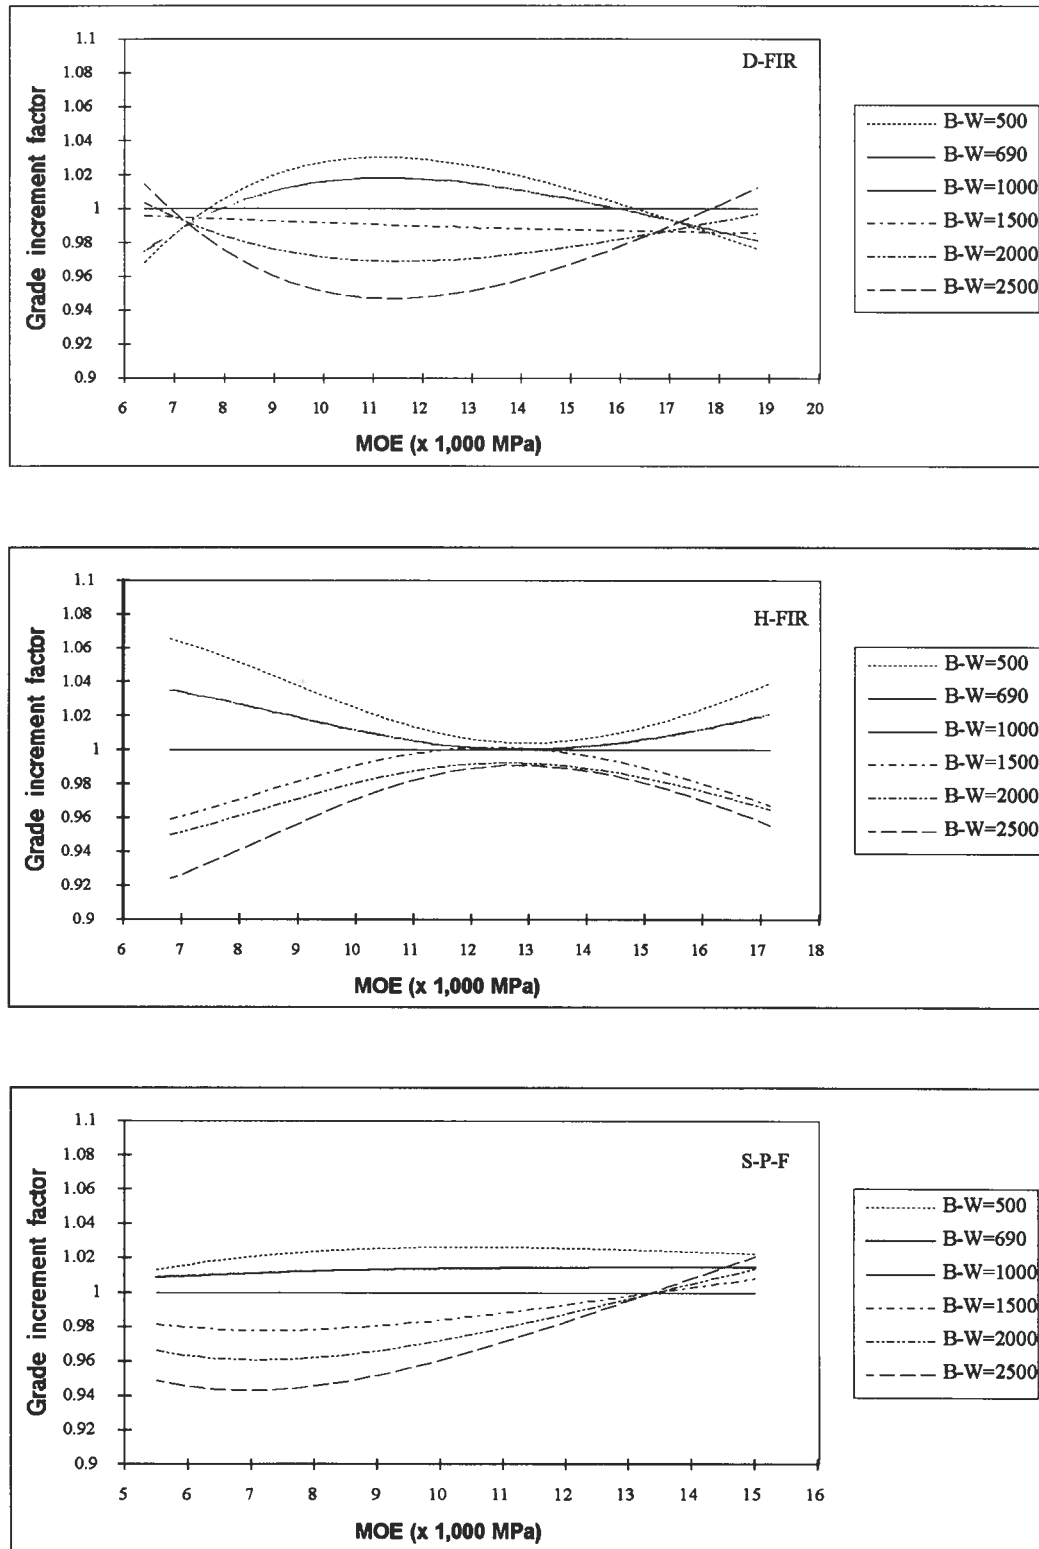 1.1
D-FIR
1.08
1.06
1.04
1.02
1
0.98
0.96
0.94
0.92
0.9
Grade increment factor
6 7 8 9 10 11 12 13 14 15 16 17 18 19 20
MOE (x 1,000 MPa)
B-W=500
B-W=690
B-W=1000
B-W=1500
B-W=2000
B-W=2500
1.1
H-FIR
1.08
1.06
1.04
1.02
1
0.98
0.96
0.94
0.92
0.9
Grade increment factor
6 7 8 9 10 11 12 13 14 15 16 17 18
MOE (x 1,000 MPa)
B-W=500
B-W=690
B-W=1000
B-W=1500
B-W=2000
B-W=2500
1.1
S-P-F
1.08
1.06
1.04
1.02
1
0.98
0.96
0.94
0.92
0.9
Grade increment factor
5 6 7 8 9 10 11 12 13 14 15 16
MOE (x 1,000 MPa)
B-W=500
B-W=690
B-W=1000
B-W=1500
B-W=2000
B-W=2500